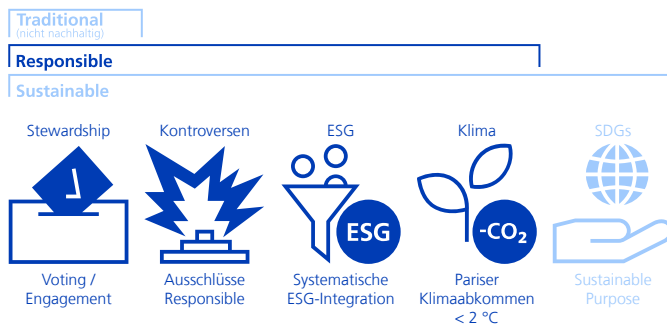 Traditional
(nicht nachhaltig)
Responsible
Sustainable
Stewardship
Kontroversen
ESG
Klima
SDGs
ESG
-CO₂
Voting /
Engagement
Ausschlüsse
Responsible
Systematische
ESG-Integration
Pariser
Klimaabkommen
< 2 °C
Sustainable
Purpose